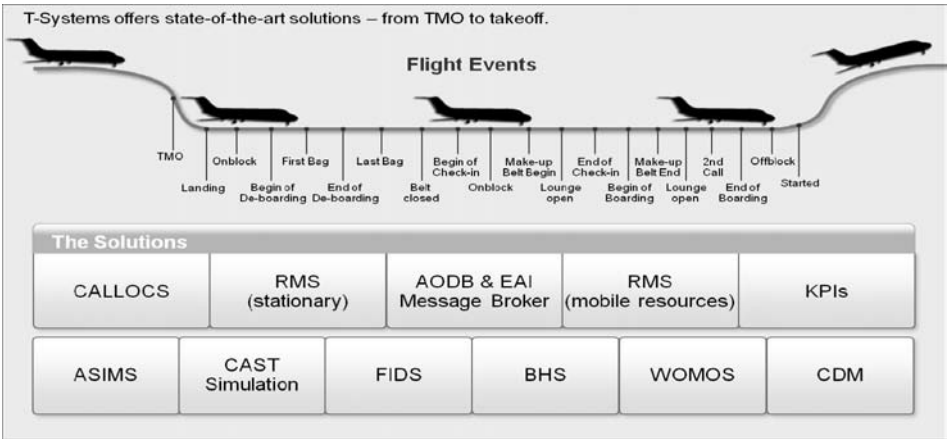 T-Systems offers state-of-the-art solutions – from TMO to takeoff.
Flight Events
TMO
Landing
Onblock
Begin of
De-boarding
First Bag
End of
De-boarding
Last Bag
Belt
closed
Begin of
Check-in
Onblock
Make-up
Belt Begin
Lounge
open
End of
Check-in
Begin of
Boarding
Make-up
Belt End
Lounge
open
2nd
Call
End of
Boarding
Offblock
Started
The Solutions
CALLOCS
RMS
(stationary)
AODB & EAI
Message Broker
RMS
(mobile resources)
KPIs
ASIMS
CAST
Simulation
FIDS
BHS
WOMOS
CDM